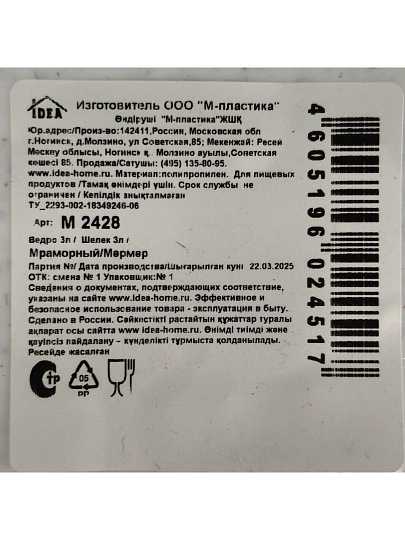 IDEA
Изготовитель ООО "М-пластика"
Өндіруші "М-пластика"ЖШҚ
Юр.адрес/Произ-во:142411,Россия, Московская обл
г.Ногинск, д.Молзино, ул Советская,85; Мекенжай: Ресей
Мәскеу облысы, Ногинск қ. Молзино ауылы,Советская
көшесі 85. Продажа/Сатушы: (495) 135-80-95.
www.idea-home.ru. Материал:полипропилен. Для пищевых
продуктов /Тамақ өнімдері үшін. Срок службы не
ограничен / Кепілдік анықталмаған
ТУ_2293-002-18349246-06
Арт: М 2428
Ведро 3л / Шелек 3л /
Мраморный/Мәрмер
Партия №/ Дата производства/Шығарылған күні 22.03.2025
ОТК: смена № 1 Упаковщик:№ 1
Сведения о документах, подтверждающих соответствие,
указаны на сайте www.idea-home.ru. Эффективное и
безопасное использование товара - эксплуатация в быту.
Сделано в России. Сәйкестікті растайтын құжаттар туралы
ақпарат осы сайтта www.idea-home.ru. Өнімді тиімді және
қауіпсіз пайдалану – күнделікті тұрмыста қолданылады.
Ресейде жасалған
05
PP
4605196024517